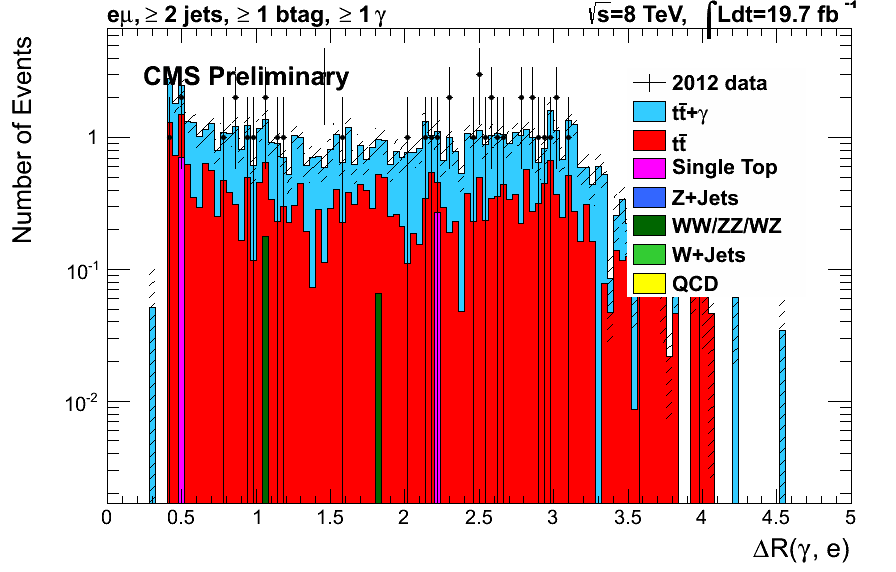 eμ, ≥ 2 jets, ≥ 1 btag, ≥ 1 γ
√s=8 TeV, ∫Ldt=19.7 fb⁻¹
CMS Preliminary
2012 data
tt̄+γ
tt̄
Single Top
Z+Jets
WW/ZZ/WZ
W+Jets
QCD
Number of Events
1
10⁻¹
10⁻²
0 0.5 1 1.5 2 2.5 3 3.5 4 4.5 5
ΔR(γ, e)